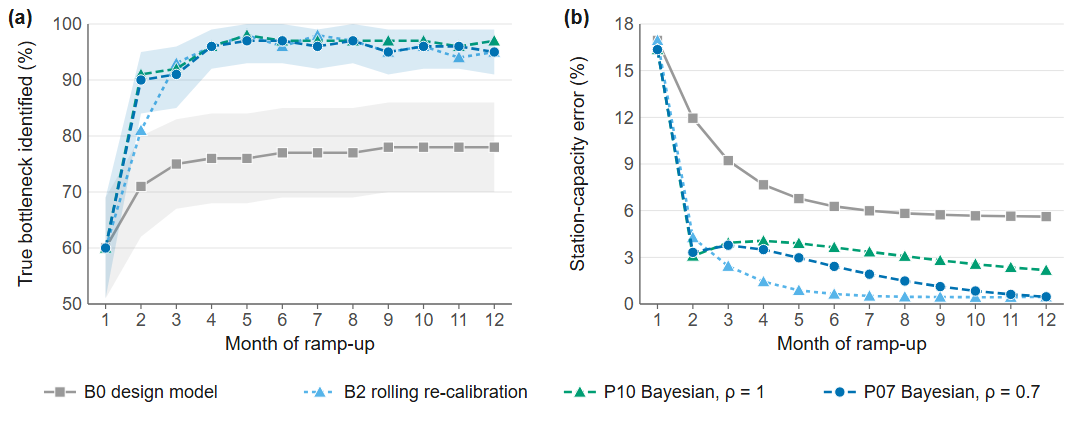 (a)
True bottleneck identified (%)
100
90
80
70
60
50
1 2 3 4 5 6 7 8 9 10 11 12
Month of ramp-up
(b)
Station-capacity error (%)
18
15
12
9
6
3
0
1 2 3 4 5 6 7 8 9 10 11 12
Month of ramp-up
B0 design model
B2 rolling re-calibration
P10 Bayesian, ρ = 1
P07 Bayesian, ρ = 0.7